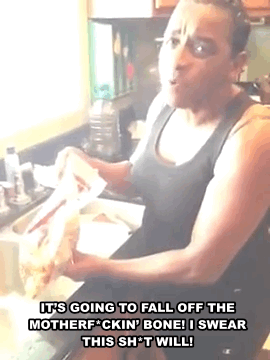 IT'S GOING TO FALL OFF THE
MOTHERF*CKIN' BONE! I SWEAR
THIS SH*T WILL!